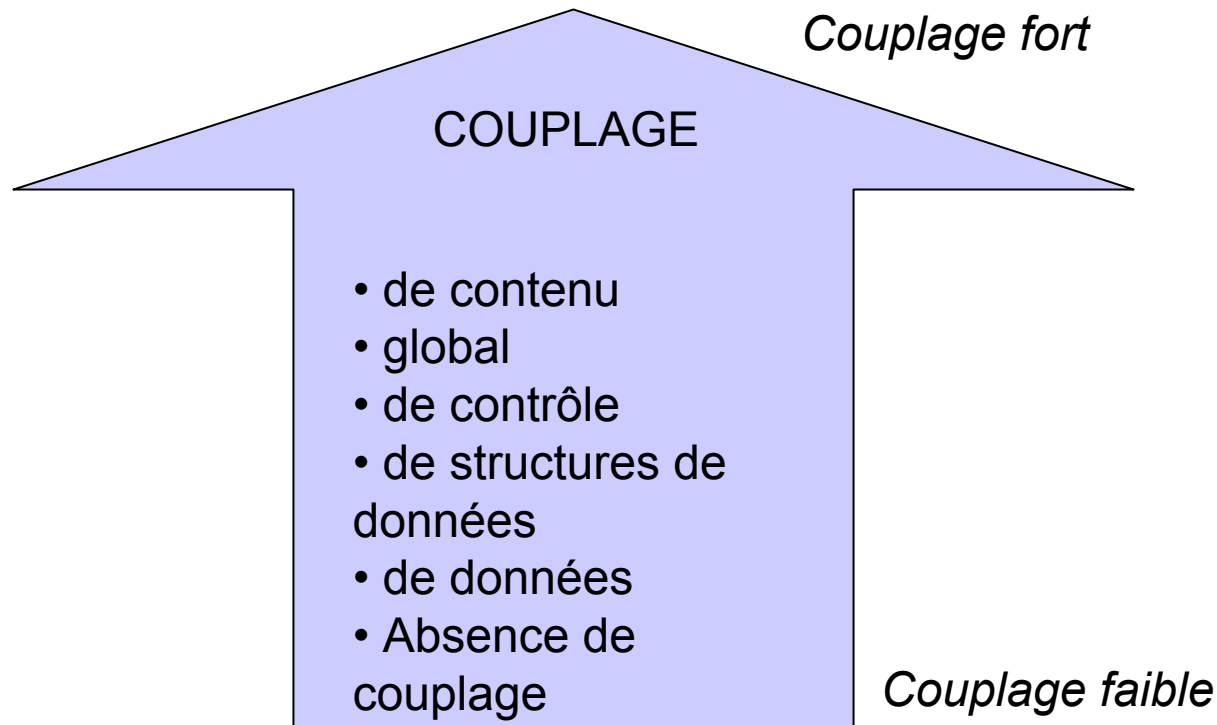 Couplage fort
COUPLAGE
• de contenu
• global
• de contrôle
• de structures de
données
• de données
• Absence de
couplage
Couplage faible